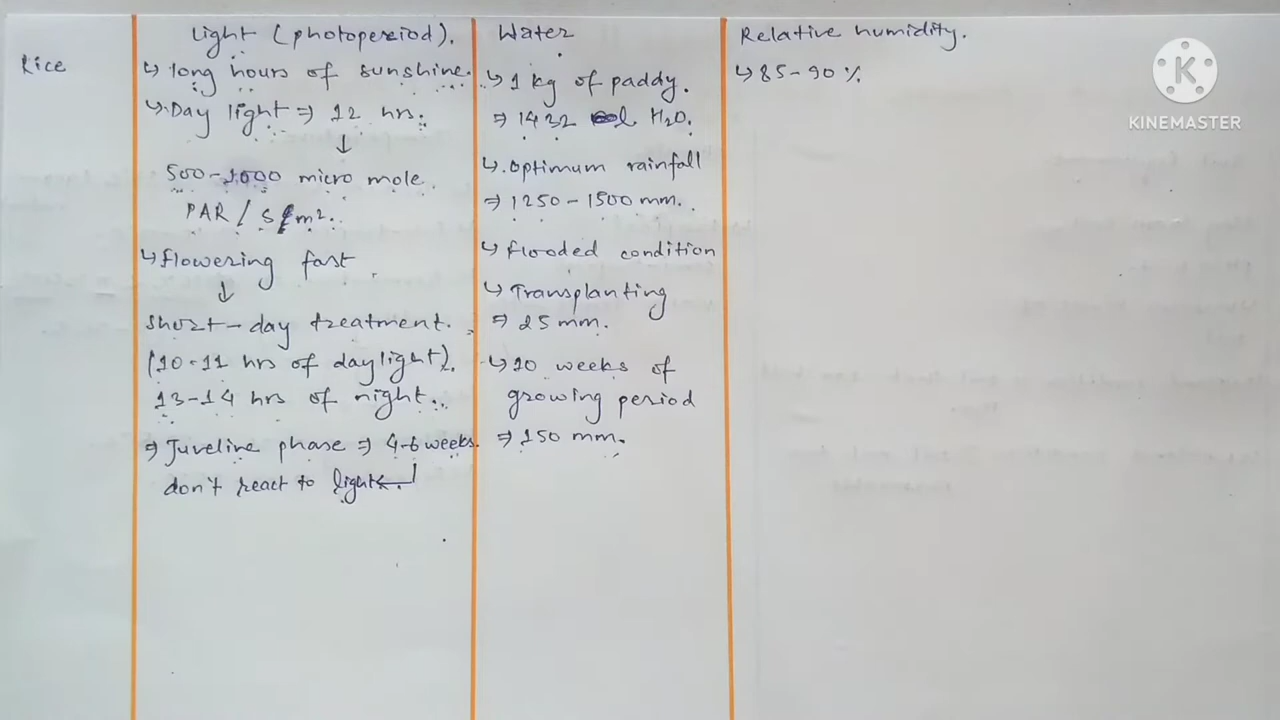 Rice
Light (photoperiod).
↳ long hours of sunshine.
↳ Day light ⇒ 12 hrs.
↓
500-1000 micro mole.
PAR / s/m².
↳ flowering fast
↓
short-day treatment.
(10-11 hrs of daylight).
13-14 hrs of night.
⇒ Juveline phase ⇒ 4-6 weeks.
don't react to light.
Water
↳ 1 kg of paddy.
⇒ 1432 l H₂O.
↳ Optimum rainfall
⇒ 1250-1500 mm.
↳ flooded condition
↳ Transplanting
⇒ 25 mm.
↳ 10 weeks of
growing period
⇒ 150 mm.
Relative humidity.
↳ 85-90 %
K
KINEMASTER